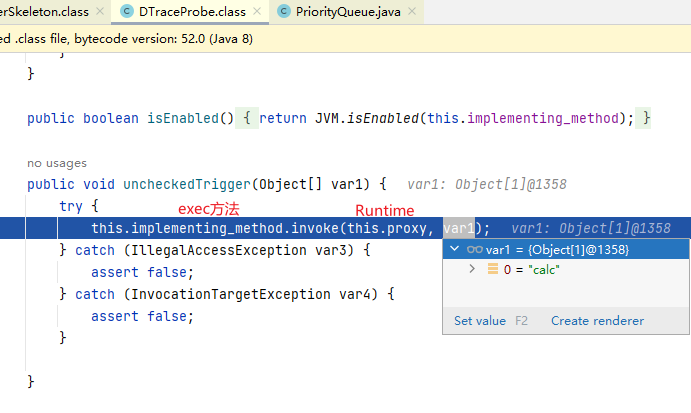 erSkeleton.class × DTraceProbe.class × PriorityQueue.java ×
ed .class file, bytecode version: 52.0 (Java 8)
}
}
public boolean isEnabled() { return JVM.isEnabled(this.implementing_method); }
no usages
public void uncheckedTrigger(Object[] var1) { var1: Object[1]@1358
try { exec方法 Runtime
this.implementing_method.invoke(this.proxy, var1); var1: Object[1]@1358
} catch (IllegalAccessException var3) {
var1 = {Object[1]@1358}
assert false;
0 = "calc"
} catch (InvocationTargetException var4) {
assert false;
Set value F2 Create renderer
}
}